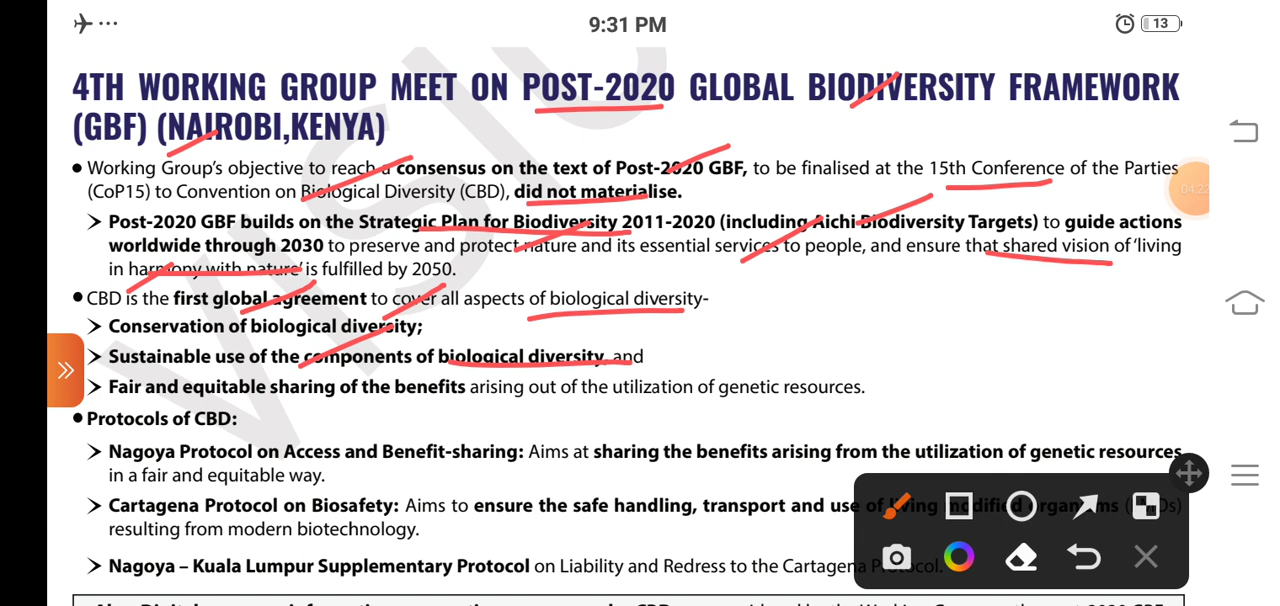 9:31 PM
13
4TH WORKING GROUP MEET ON POST-2020 GLOBAL BIODIVERSITY FRAMEWORK
(GBF) (NAIROBI,KENYA)
● Working Group's objective to reach a consensus on the text of Post-2020 GBF, to be finalised at the 15th Conference of the Parties
(CoP15) to Convention on Biological Diversity (CBD), did not materialise.
04:22
➤ Post-2020 GBF builds on the Strategic Plan for Biodiversity 2011-2020 (including Aichi Biodiversity Targets) to guide actions
worldwide through 2030 to preserve and protect nature and its essential services to people, and ensure that shared vision of 'living
in harmony with nature' is fulfilled by 2050.
● CBD is the first global agreement to cover all aspects of biological diversity-
➤ Conservation of biological diversity;
➤ Sustainable use of the components of biological diversity, and
➤ Fair and equitable sharing of the benefits arising out of the utilization of genetic resources.
● Protocols of CBD:
➤ Nagoya Protocol on Access and Benefit-sharing: Aims at sharing the benefits arising from the utilization of genetic resources
in a fair and equitable way.
➤ Cartagena Protocol on Biosafety: Aims to ensure the safe handling, transport and use of living modified organisms (LMOs)
resulting from modern biotechnology.
➤ Nagoya – Kuala Lumpur Supplementary Protocol on Liability and Redress to the Cartagena Protocol.